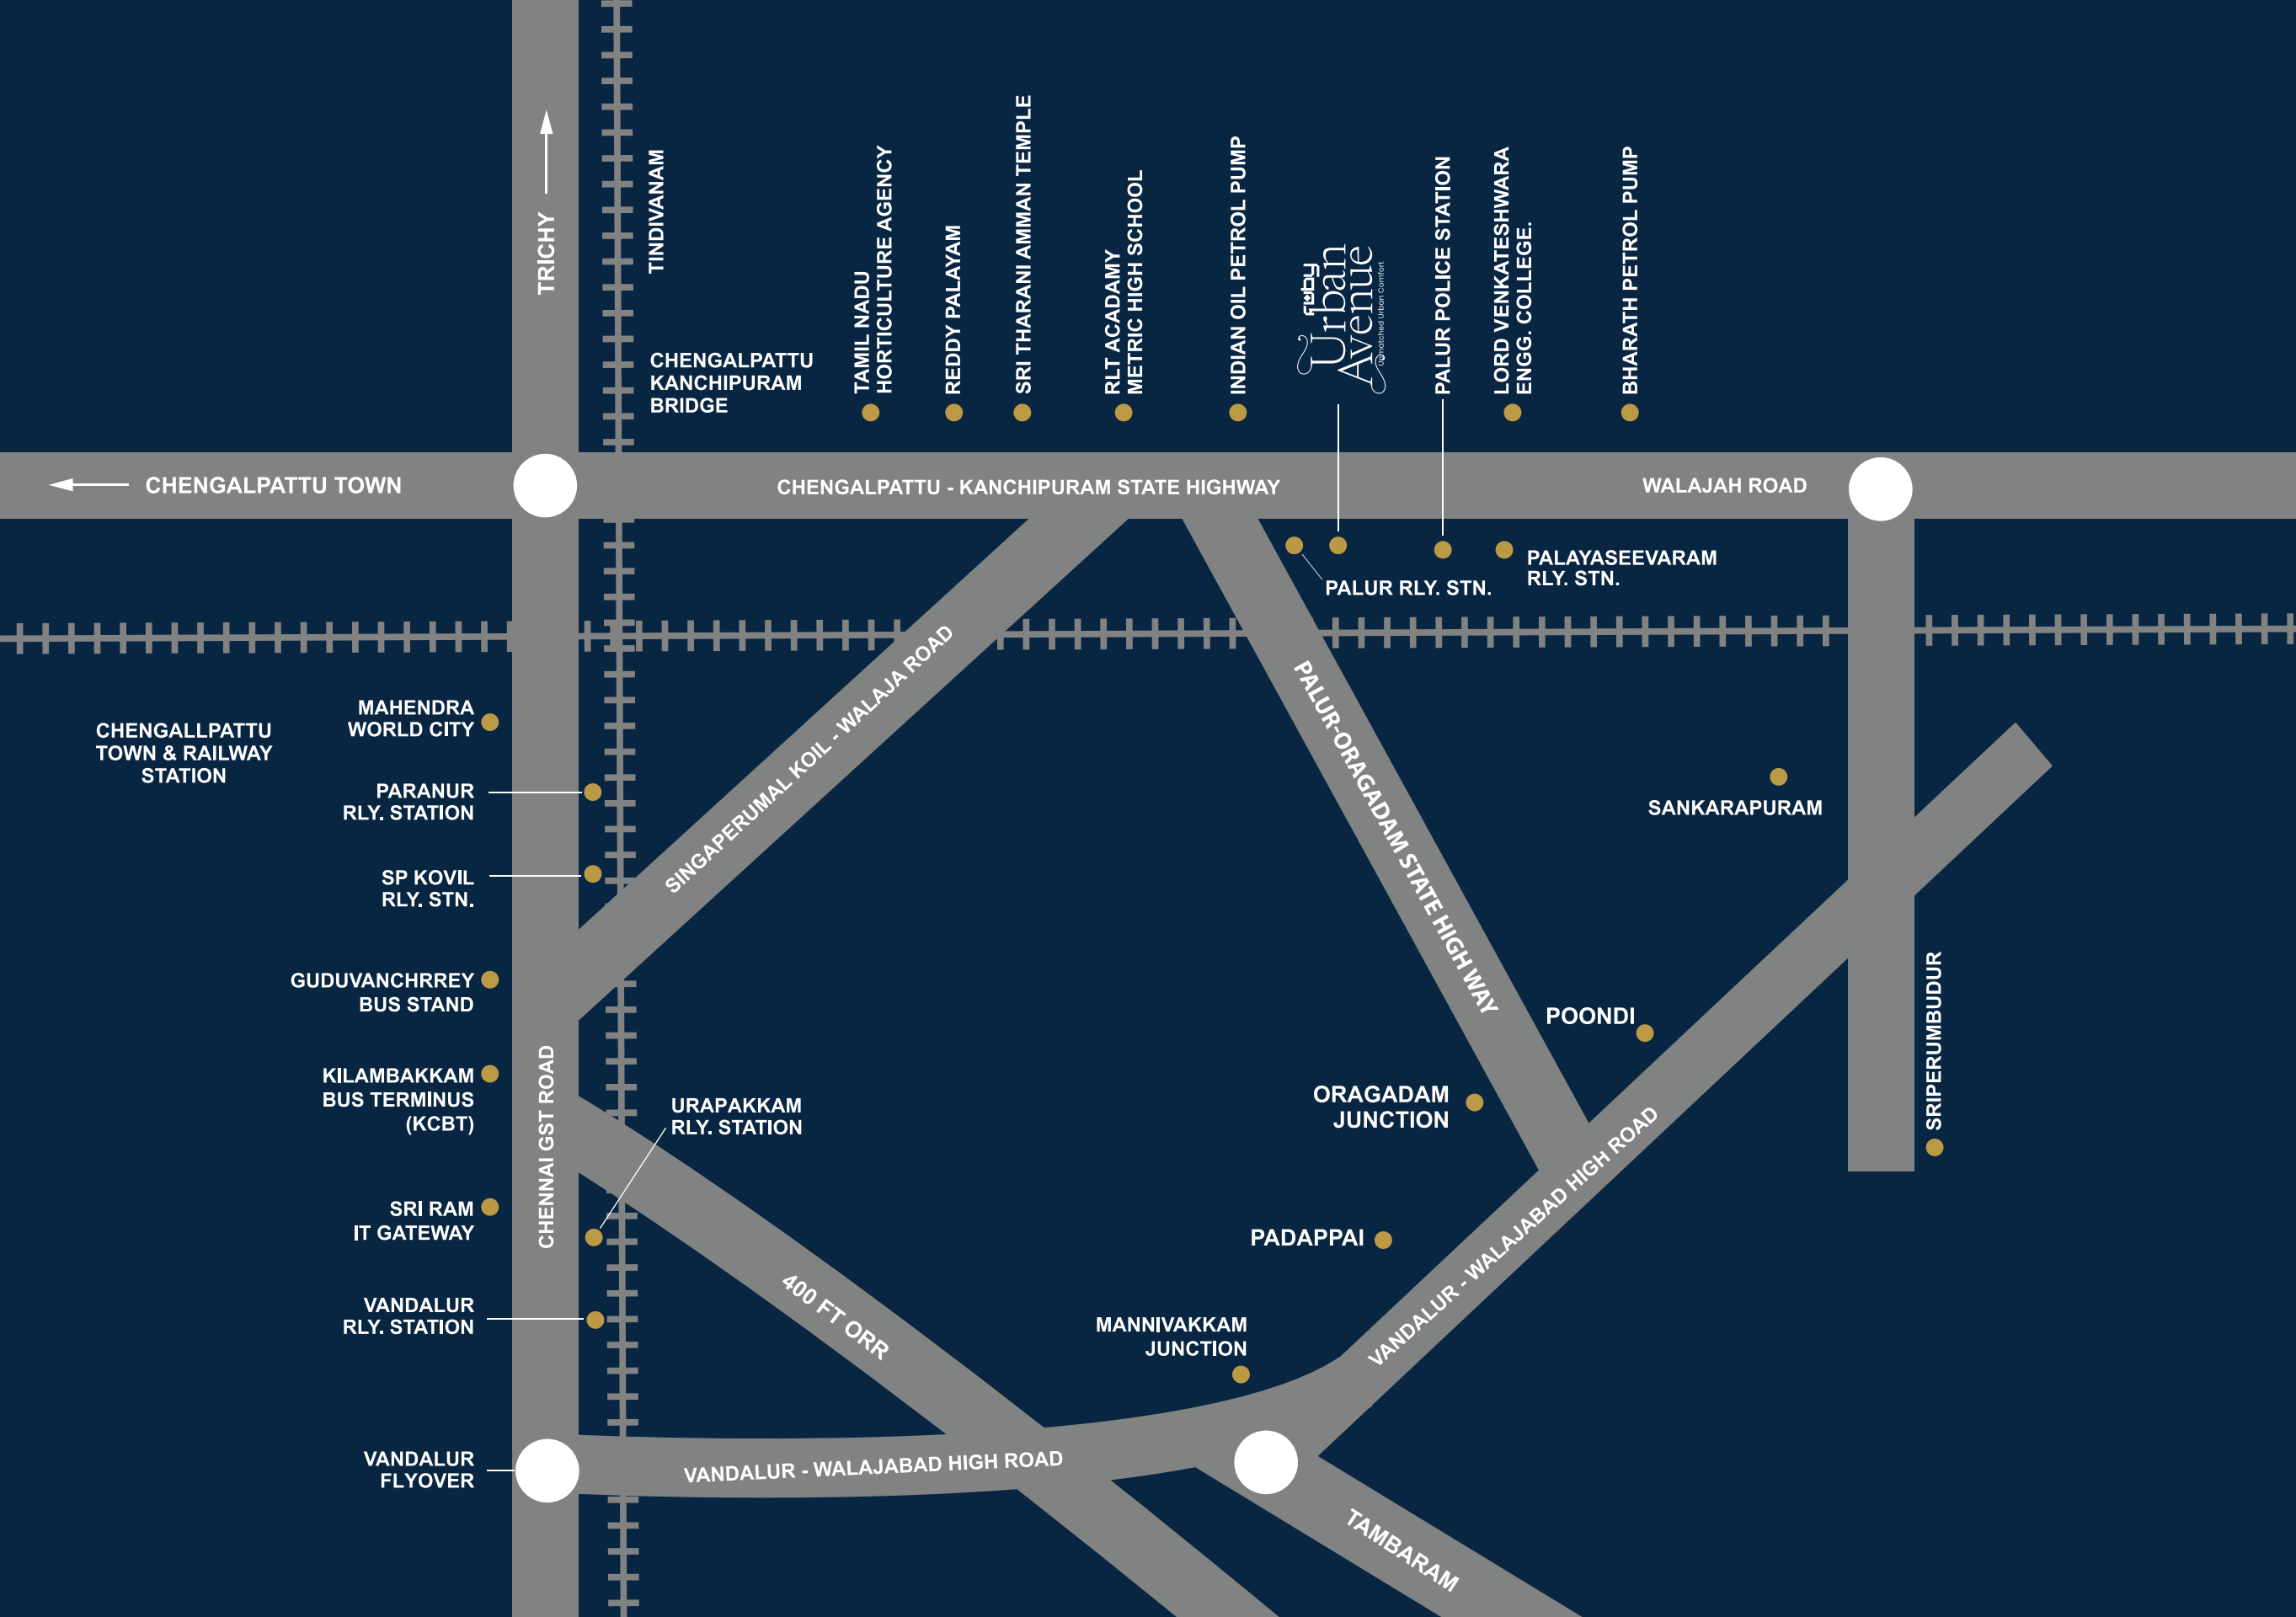 TRICHY
TINDIVANAM
CHENGALPATTU
KANCHIPURAM
BRIDGE
TAMIL NADU
HORTICULTURE AGENCY
REDDY PALAYAM
SRI THARANI AMMAN TEMPLE
RLT ACADAMY
METRIC HIGH SCHOOL
INDIAN OIL PETROL PUMP
ruby
Urban
Avenue
Unmatched Urban Comfort
PALUR POLICE STATION
LORD VENKATESHWARA
ENGG. COLLEGE.
BHARATH PETROL PUMP
CHENGALPATTU TOWN
CHENGALPATTU - KANCHIPURAM STATE HIGHWAY
WALAJAH ROAD
PALUR RLY. STN.
PALAYASEEVARAM
RLY. STN.
CHENGALLPATTU
TOWN & RAILWAY
STATION
MAHENDRA
WORLD CITY
PARANUR
RLY. STATION
SP KOVIL
RLY. STN.
SINGAPERUMAL KOIL - WALAJA ROAD
PALUR-ORAGADAM STATE HIGH WAY
SANKARAPURAM
GUDUVANCHRREY
BUS STAND
KILAMBAKKAM
BUS TERMINUS
(KCBT)
CHENNAI GST ROAD
URAPAKKAM
RLY. STATION
POONDI
ORAGADAM
JUNCTION
SRIPERUMBUDUR
SRI RAM
IT GATEWAY
PADAPPAI
VANDALUR
RLY. STATION
400 FT ORR
MANNIVAKKAM
JUNCTION
VANDALUR - WALAJABAD HIGH ROAD
VANDALUR
FLYOVER
VANDALUR - WALAJABAD HIGH ROAD
TAMBARAM